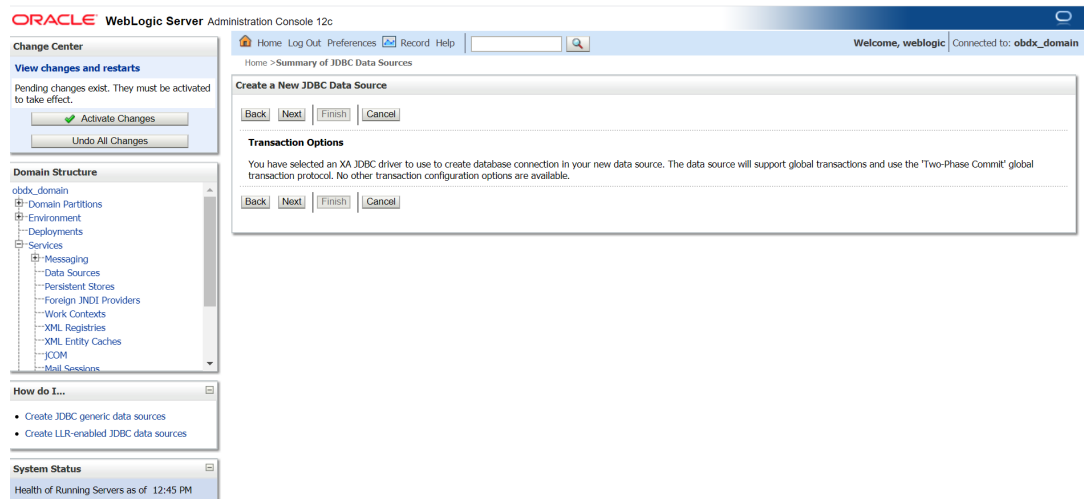 ORACLE WebLogic Server Administration Console 12c
Change Center
View changes and restarts
Pending changes exist. They must be activated
to take effect.
Activate Changes
Undo All Changes
Domain Structure
obdx_domain
Domain Partitions
Environment
Deployments
Services
Messaging
Data Sources
Persistent Stores
Foreign JNDI Providers
Work Contexts
XML Registries
XML Entity Caches
jCOM
Mail Sessions
How do I...
Create JDBC generic data sources
Create LLR-enabled JDBC data sources
System Status
Health of Running Servers as of 12:45 PM
Home Log Out Preferences Record Help
Welcome, weblogic Connected to: obdx_domain
Home >Summary of JDBC Data Sources
Create a New JDBC Data Source
Back Next Finish Cancel
Transaction Options
You have selected an XA JDBC driver to use to create database connection in your new data source. The data source will support global transactions and use the 'Two-Phase Commit' global
transaction protocol. No other transaction configuration options are available.
Back Next Finish Cancel